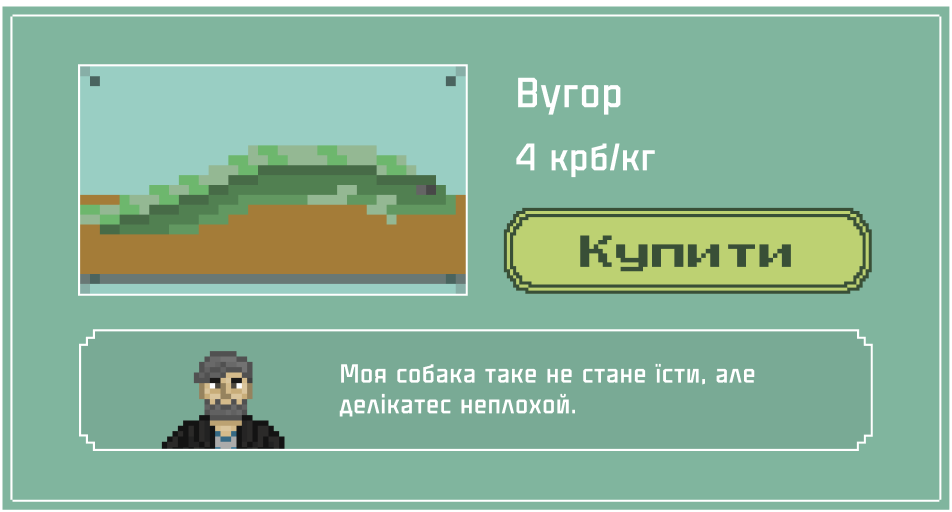 Вугор
4 крб/кг
Купити
Моя собака таке не стане їсти, але
делікатес неплохой.